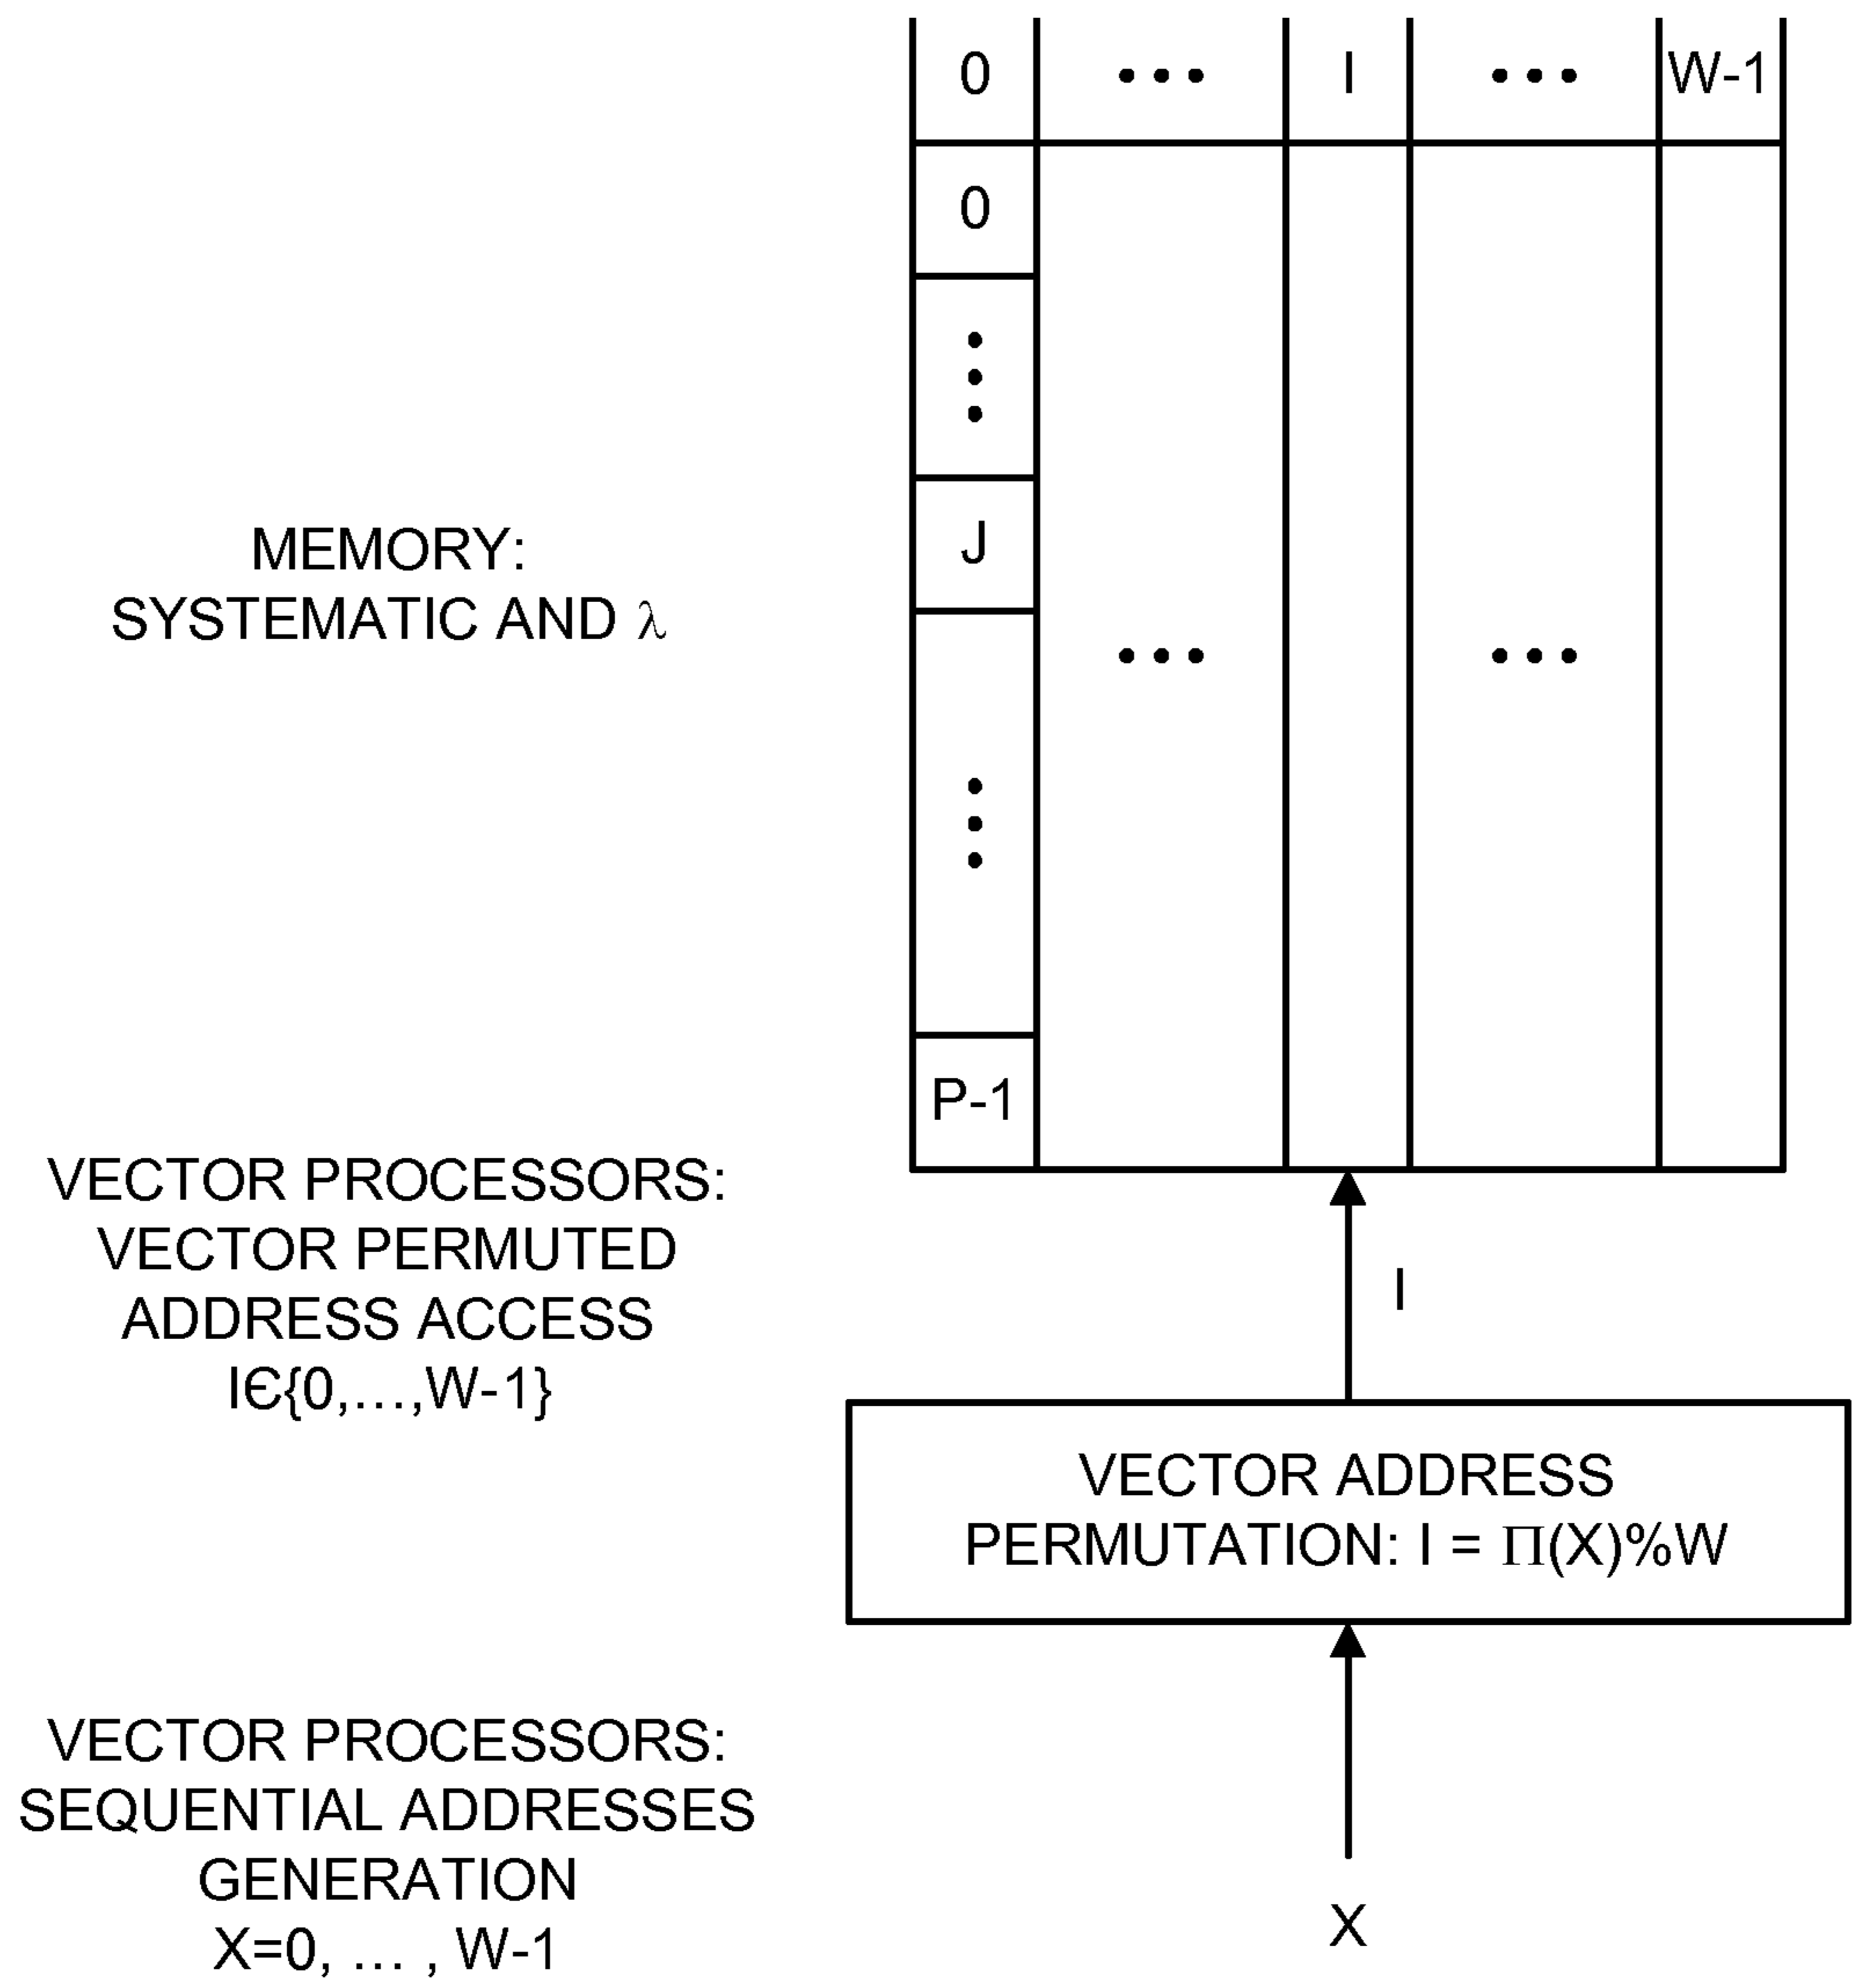 0 ••• I ••• W-1
0
⋮
J
MEMORY:
SYSTEMATIC AND λ
••• •••
⋮
P-1
VECTOR PROCESSORS:
VECTOR PERMUTED
ADDRESS ACCESS
IЄ{0,...,W-1}
I
VECTOR ADDRESS
PERMUTATION: I = Π(X)%W
VECTOR PROCESSORS:
SEQUENTIAL ADDRESSES
GENERATION
X=0, ... , W-1
X